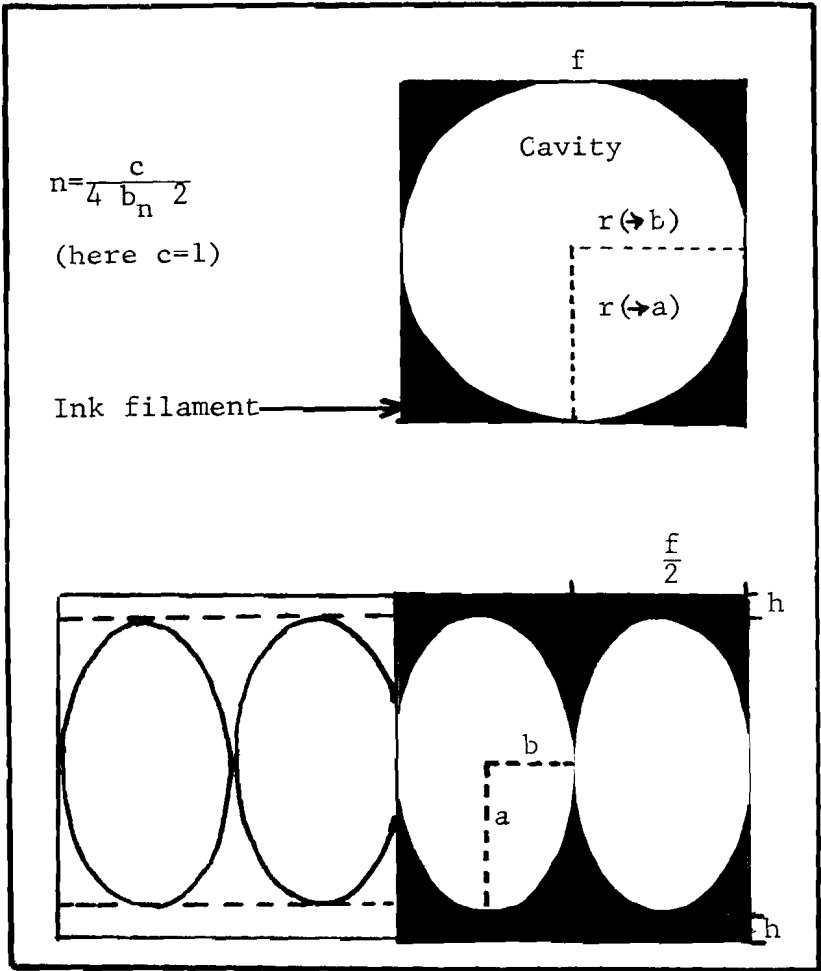 f
Cavity
n=c/4 b_n 2
(here c=1)
r(→b)
r(→a)
Ink filament
f/2
h
b
a
h